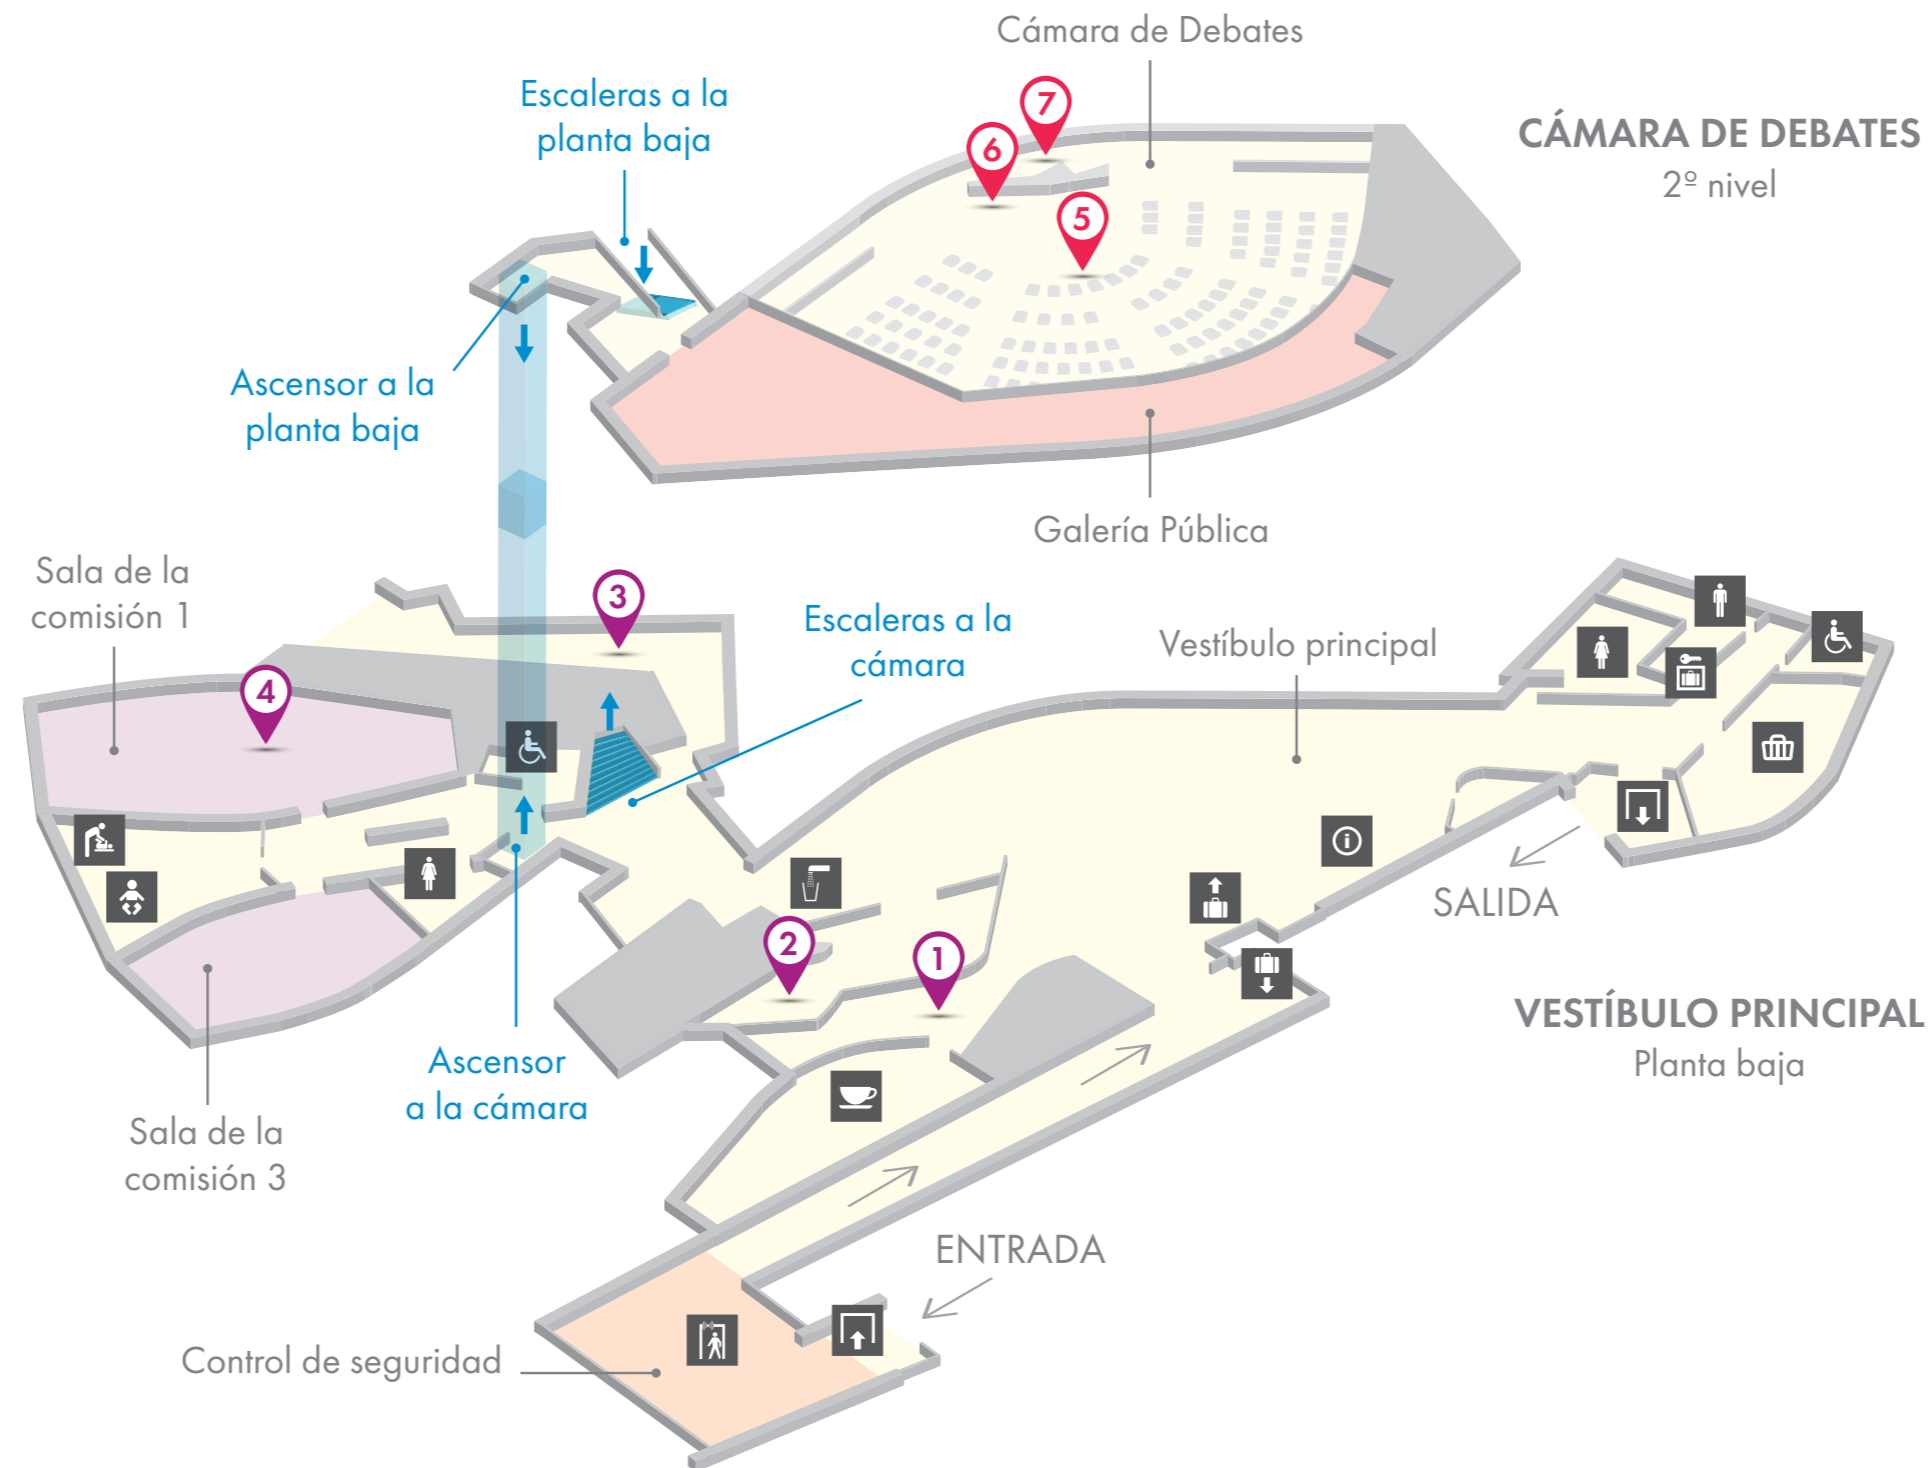 Cámara de Debates
Escaleras a la
planta baja
7
6
5
CÁMARA DE DEBATES
2º nivel
Ascensor a la
planta baja
Galería Pública
Sala de la
comisión 1
3
Escaleras a la
cámara
Vestíbulo principal
4
i
SALIDA
2
1
VESTÍBULO PRINCIPAL
Planta baja
Ascensor
a la cámara
Sala de la
comisión 3
ENTRADA
Control de seguridad